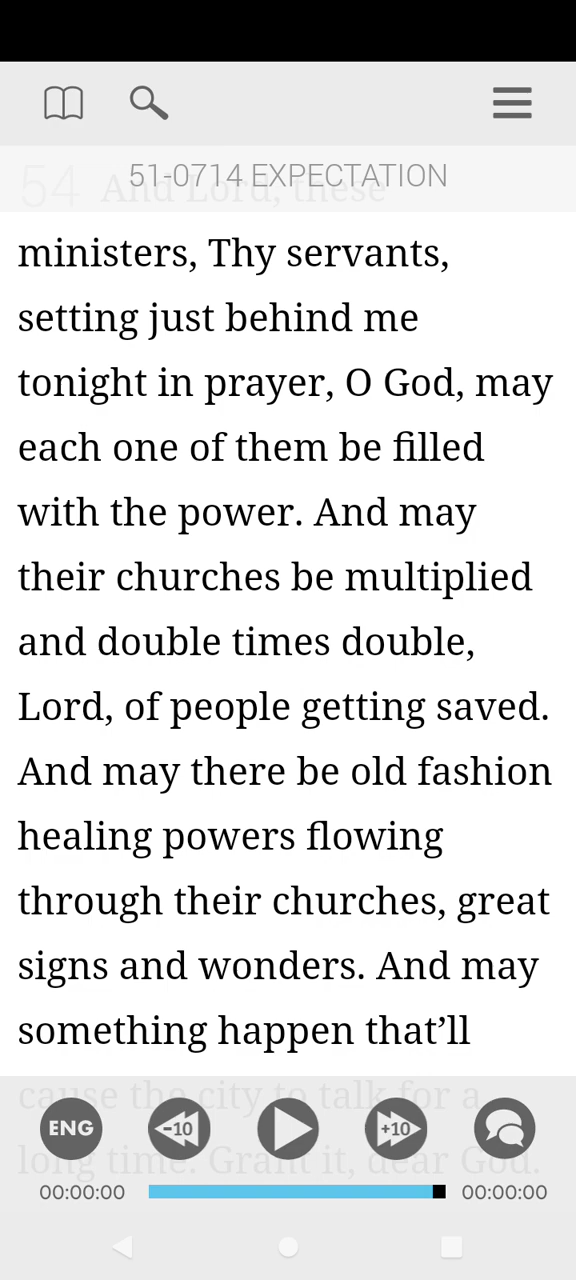 51-0714 EXPECTATION
54 And Lord, these
ministers, Thy servants,
setting just behind me
tonight in prayer, O God, may
each one of them be filled
with the power. And may
their churches be multiplied
and double times double,
Lord, of people getting saved.
And may there be old fashion
healing powers flowing
through their churches, great
signs and wonders. And may
something happen that’ll
cause the city to talk for a
long time. Grant it, dear God.
ENG
-10
+10
00:00:00
00:00:00